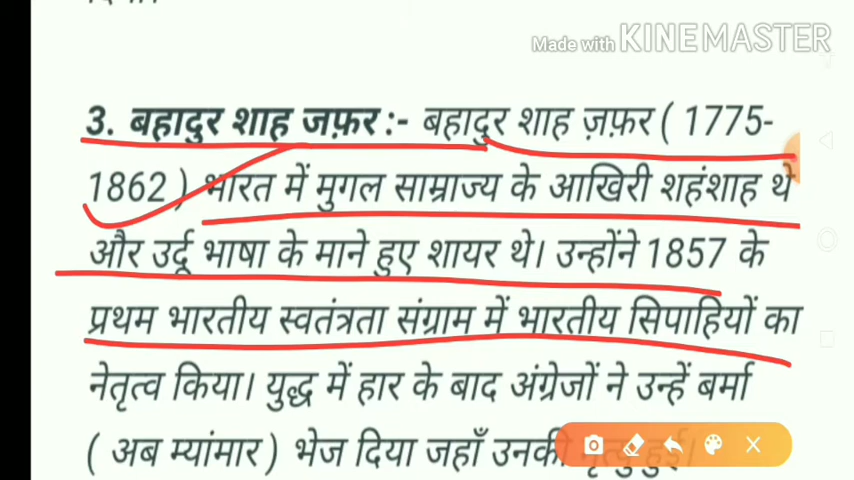 Made with KINEMASTER
3. बहादुर शाह जफ़र :- बहादुर शाह ज़फ़र ( 1775-
1862 ) भारत में मुगल साम्राज्य के आखिरी शहंशाह थे
और उर्दू भाषा के माने हुए शायर थे। उन्होंने 1857 के
प्रथम भारतीय स्वतंत्रता संग्राम में भारतीय सिपाहियों का
नेतृत्व किया। युद्ध में हार के बाद अंग्रेजों ने उन्हें बर्मा
( अब म्यांमार ) भेज दिया जहाँ उनकी मृत्यु हुई।